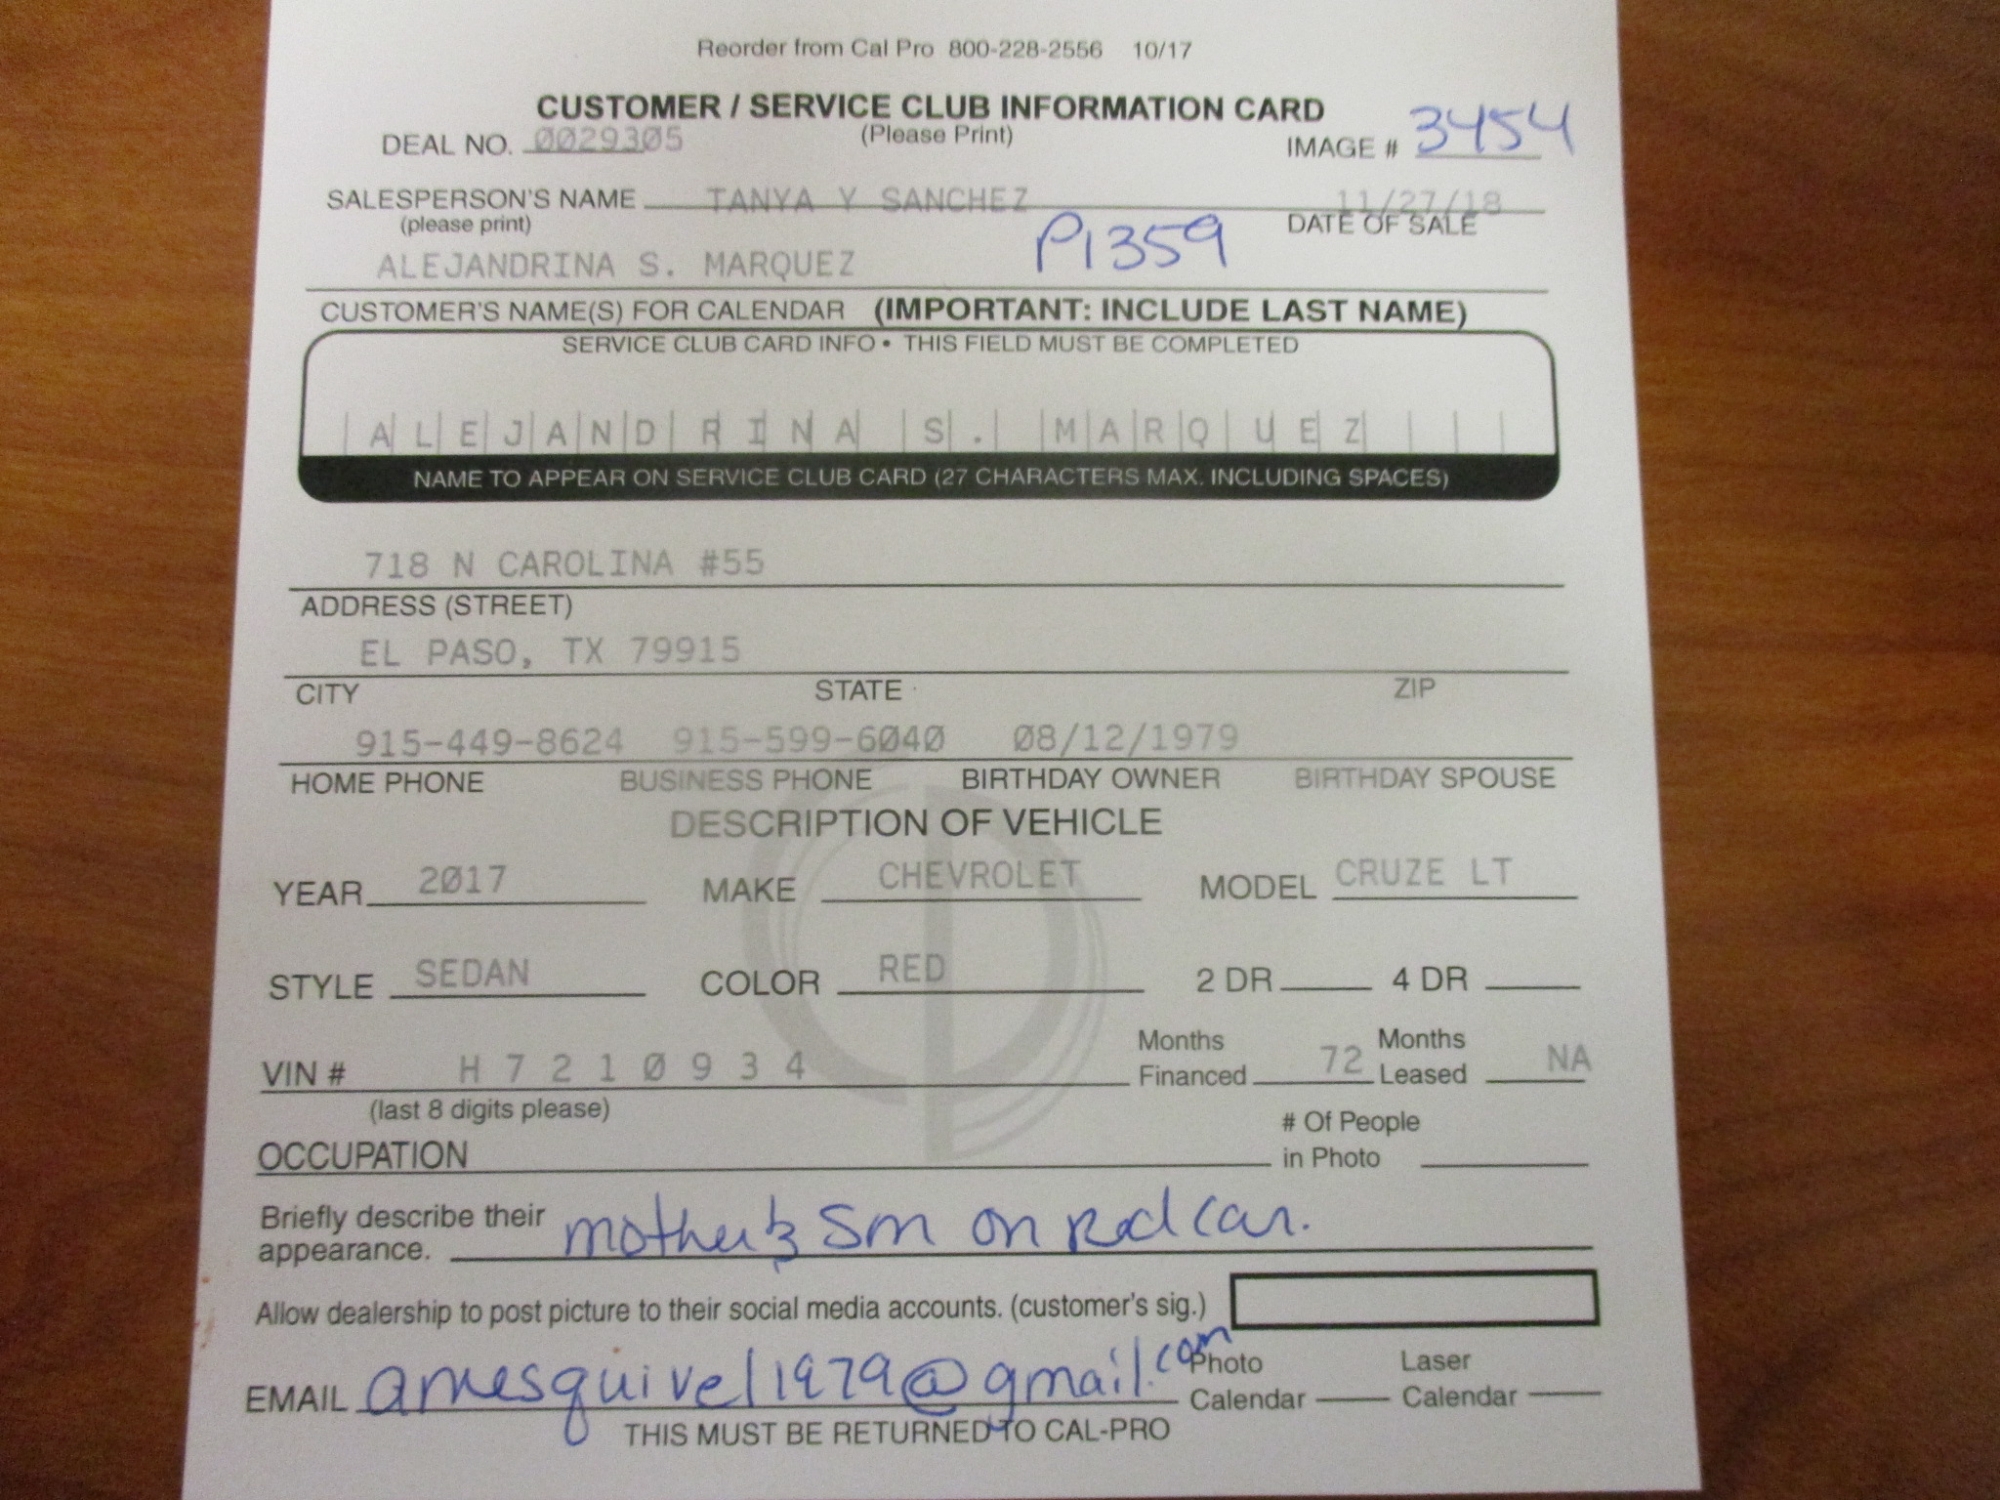 Reorder from Cal Pro 800-228-2556 10/17
CUSTOMER / SERVICE CLUB INFORMATION CARD
DEAL NO. 0029305 (Please Print) IMAGE # 3454
SALESPERSON'S NAME TANYA Y SANCHEZ 11/27/18
(please print) P1359 DATE OF SALE
ALEJANDRINA S. MARQUEZ
CUSTOMER'S NAME(S) FOR CALENDAR (IMPORTANT: INCLUDE LAST NAME)
SERVICE CLUB CARD INFO • THIS FIELD MUST BE COMPLETED
ALEJANDRINA S. MARQUEZ
NAME TO APPEAR ON SERVICE CLUB CARD (27 CHARACTERS MAX. INCLUDING SPACES)
718 N CAROLINA #55
ADDRESS (STREET)
EL PASO, TX 79915
CITY STATE ZIP
915-449-8624 915-599-6040 08/12/1979
HOME PHONE BUSINESS PHONE BIRTHDAY OWNER BIRTHDAY SPOUSE
DESCRIPTION OF VEHICLE
YEAR 2017 MAKE CHEVROLET MODEL CRUZE LT
STYLE SEDAN COLOR RED 2 DR 4 DR
VIN # H7210934 Months Financed 72 Months Leased NA
(last 8 digits please)
OCCUPATION # Of People in Photo
Briefly describe their appearance. mother & son on red car.
Allow dealership to post picture to their social media accounts. (customer's sig.)
EMAIL amesquivel1979@gmail.com Photo Calendar Laser Calendar
THIS MUST BE RETURNED TO CAL-PRO